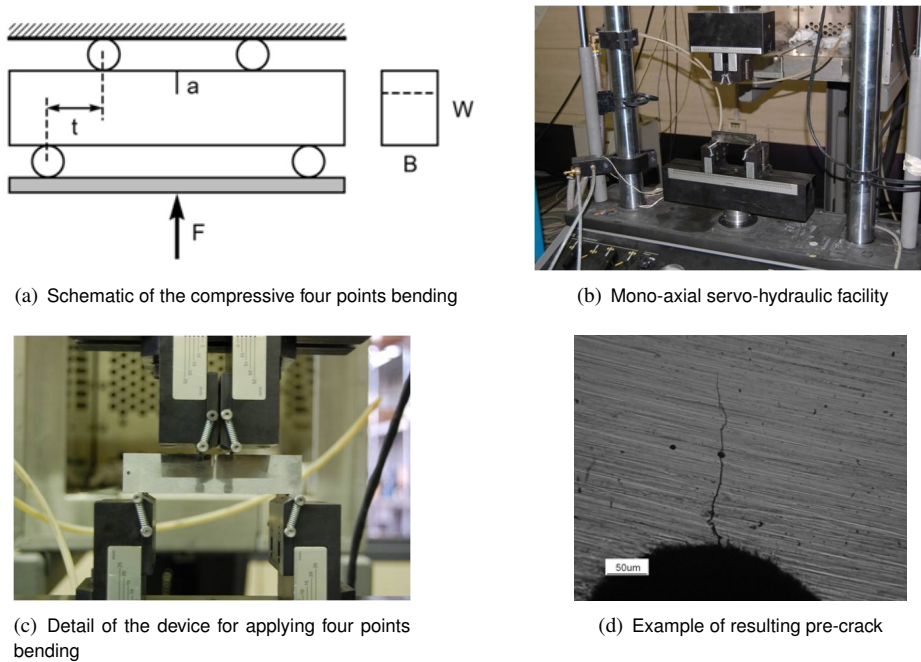 a
t
W
B
F
(a) Schematic of the compressive four points bending
(b) Mono-axial servo-hydraulic facility
50um
(c) Detail of the device for applying four points
bending
(d) Example of resulting pre-crack